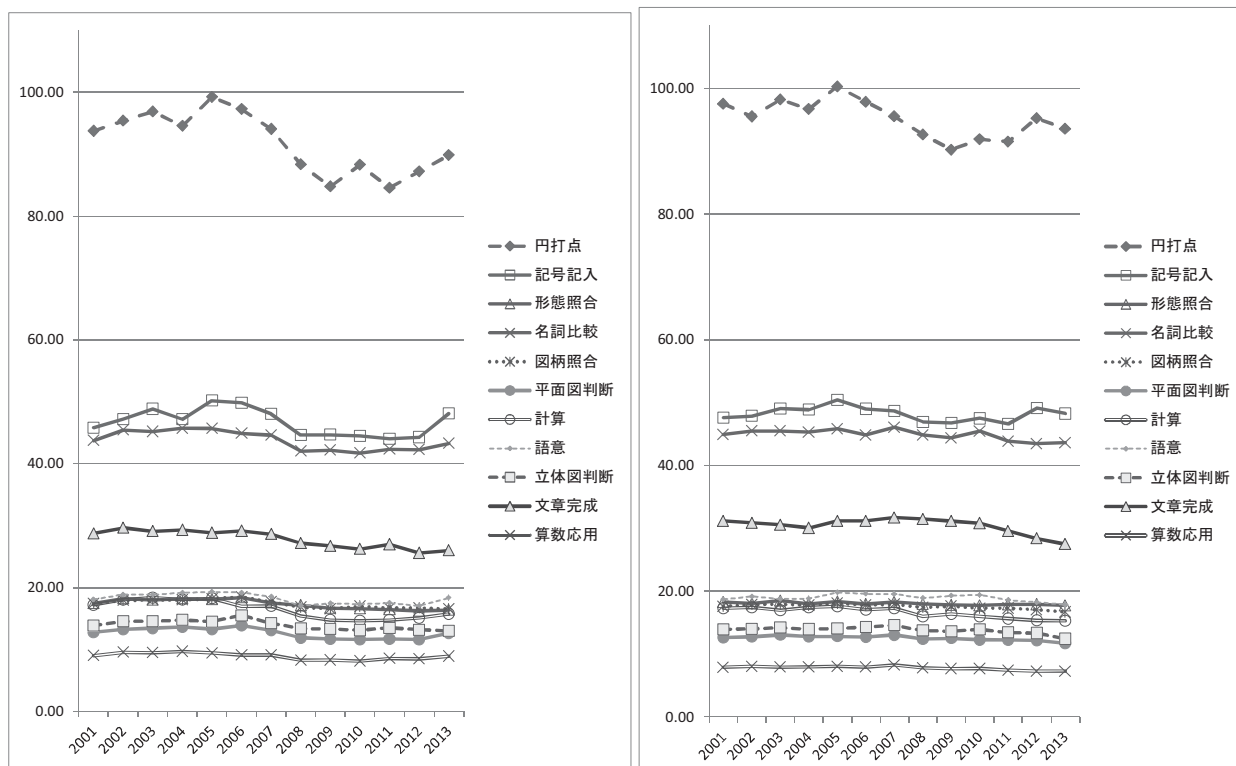 100.00
80.00
60.00
40.00
20.00
0.00
2001
2002
2003
2004
2005
2006
2007
2008
2009
2010
2011
2012
2013
円打点
記号記入
形態照合
名詞比較
図柄照合
平面図判断
計算
語意
立体図判断
文章完成
算数応用
100.00
80.00
60.00
40.00
20.00
0.00
2001
2002
2003
2004
2005
2006
2007
2008
2009
2010
2011
2012
2013
円打点
記号記入
形態照合
名詞比較
図柄照合
平面図判断
計算
語意
立体図判断
文章完成
算数応用